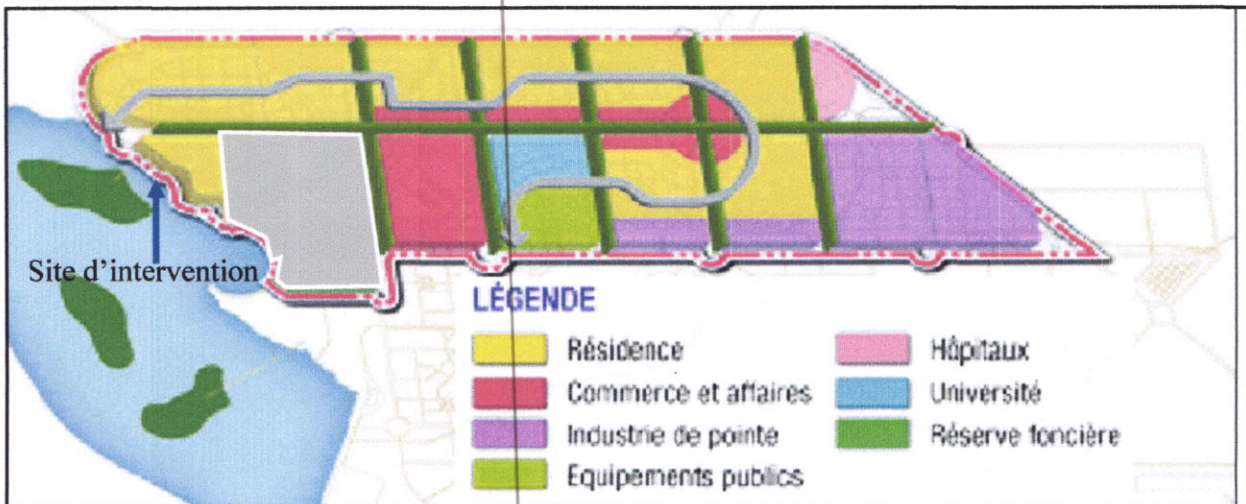 Site d'intervention
LÉGENDE
Résidence
Commerce et affaires
Industrie de pointe
Equipements publics
Hôpitaux
Université
Réserve foncière